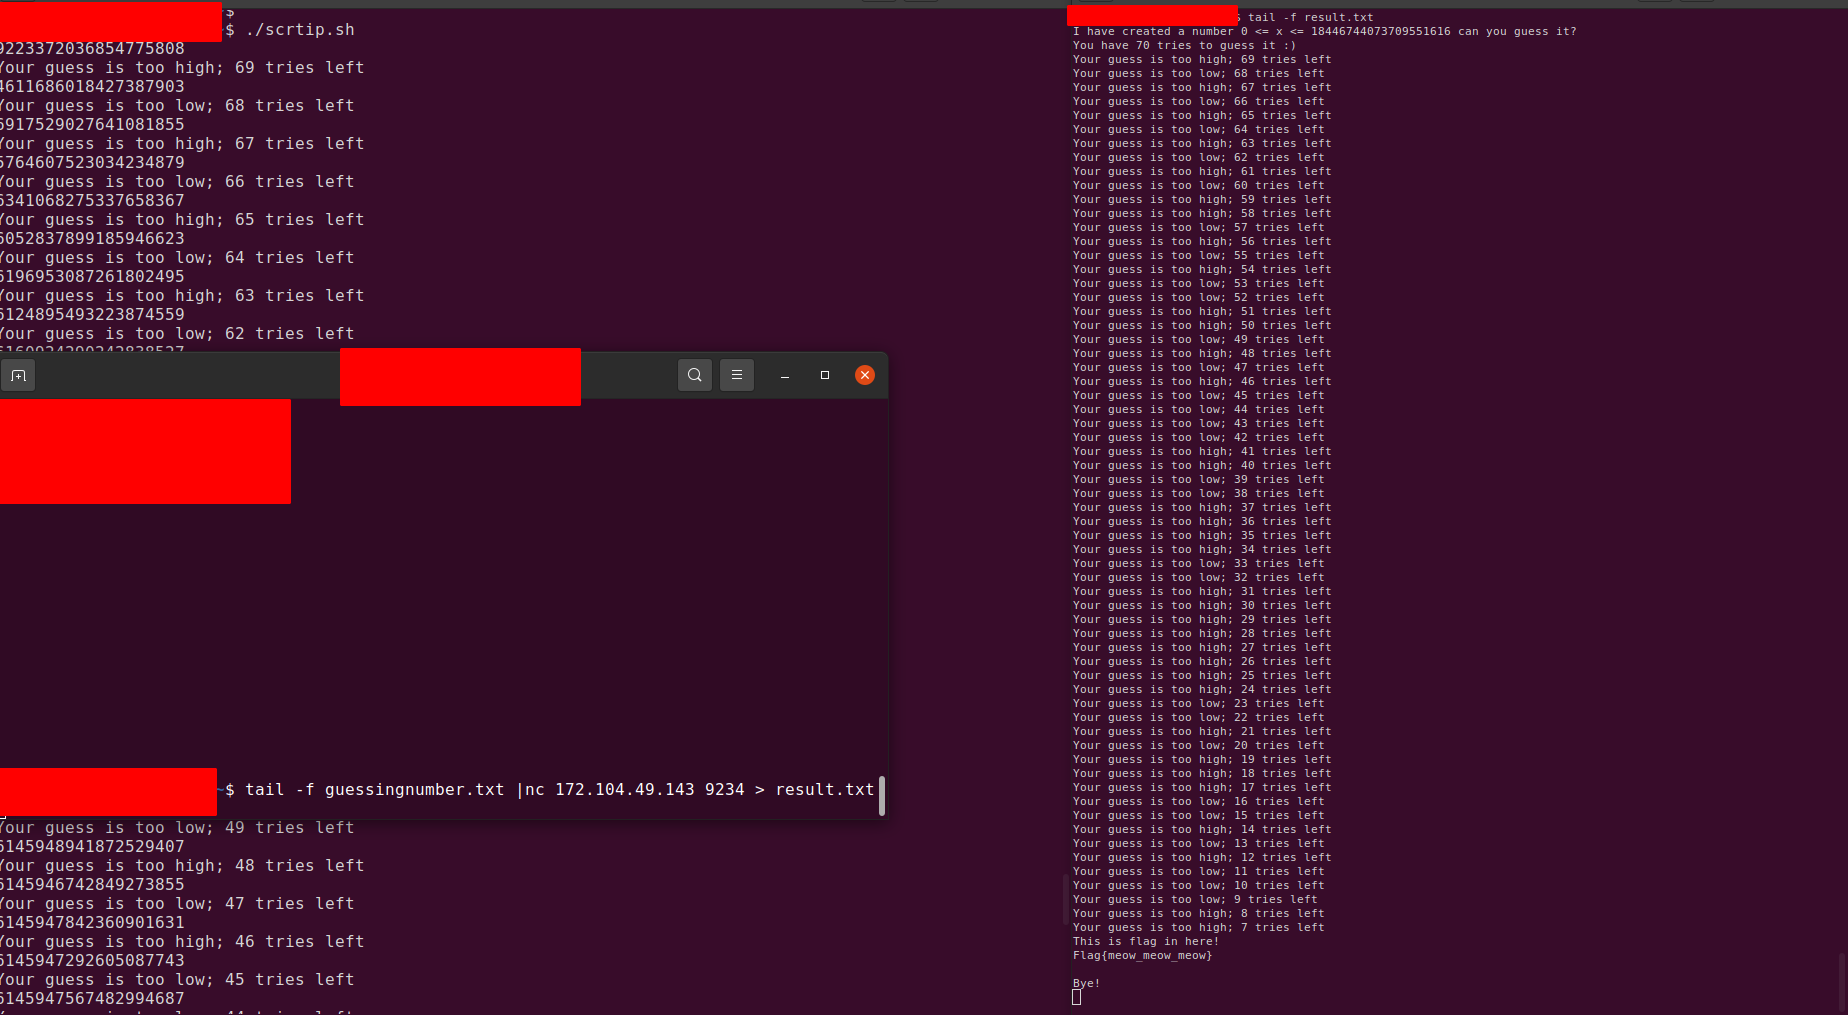 $
$ ./scrtip.sh
9223372036854775808
Your guess is too high; 69 tries left
4611686018427387903
Your guess is too low; 68 tries left
6917529027641081855
Your guess is too high; 67 tries left
5764607523034234879
Your guess is too low; 66 tries left
6341068275337658367
Your guess is too high; 65 tries left
6052837899185946623
Your guess is too low; 64 tries left
6196953087261802495
Your guess is too high; 63 tries left
6124895493223874559
Your guess is too low; 62 tries left
~$ tail -f guessingnumber.txt |nc 172.104.49.143 9234 > result.txt
Your guess is too low; 49 tries left
6145948941872529407
Your guess is too high; 48 tries left
6145946742849273855
Your guess is too low; 47 tries left
6145947842360901631
Your guess is too high; 46 tries left
6145947292605087743
Your guess is too low; 45 tries left
6145947567482994687
$ tail -f result.txt
I have created a number 0 <= x <= 18446744073709551616 can you guess it?
You have 70 tries to guess it :)
Your guess is too high; 69 tries left
Your guess is too low; 68 tries left
Your guess is too high; 67 tries left
Your guess is too low; 66 tries left
Your guess is too high; 65 tries left
Your guess is too low; 64 tries left
Your guess is too high; 63 tries left
Your guess is too low; 62 tries left
Your guess is too high; 61 tries left
Your guess is too low; 60 tries left
Your guess is too high; 59 tries left
Your guess is too high; 58 tries left
Your guess is too low; 57 tries left
Your guess is too high; 56 tries left
Your guess is too low; 55 tries left
Your guess is too high; 54 tries left
Your guess is too low; 53 tries left
Your guess is too low; 52 tries left
Your guess is too high; 51 tries left
Your guess is too high; 50 tries left
Your guess is too low; 49 tries left
Your guess is too high; 48 tries left
Your guess is too low; 47 tries left
Your guess is too high; 46 tries left
Your guess is too low; 45 tries left
Your guess is too low; 44 tries left
Your guess is too low; 43 tries left
Your guess is too low; 42 tries left
Your guess is too high; 41 tries left
Your guess is too high; 40 tries left
Your guess is too low; 39 tries left
Your guess is too low; 38 tries left
Your guess is too high; 37 tries left
Your guess is too high; 36 tries left
Your guess is too high; 35 tries left
Your guess is too high; 34 tries left
Your guess is too low; 33 tries left
Your guess is too low; 32 tries left
Your guess is too high; 31 tries left
Your guess is too high; 30 tries left
Your guess is too high; 29 tries left
Your guess is too high; 28 tries left
Your guess is too high; 27 tries left
Your guess is too high; 26 tries left
Your guess is too high; 25 tries left
Your guess is too high; 24 tries left
Your guess is too low; 23 tries left
Your guess is too low; 22 tries left
Your guess is too high; 21 tries left
Your guess is too low; 20 tries left
Your guess is too high; 19 tries left
Your guess is too high; 18 tries left
Your guess is too high; 17 tries left
Your guess is too low; 16 tries left
Your guess is too low; 15 tries left
Your guess is too high; 14 tries left
Your guess is too low; 13 tries left
Your guess is too high; 12 tries left
Your guess is too low; 11 tries left
Your guess is too low; 10 tries left
Your guess is too low; 9 tries left
Your guess is too high; 8 tries left
Your guess is too high; 7 tries left
This is flag in here!
Flag{meow_meow_meow}
Bye!